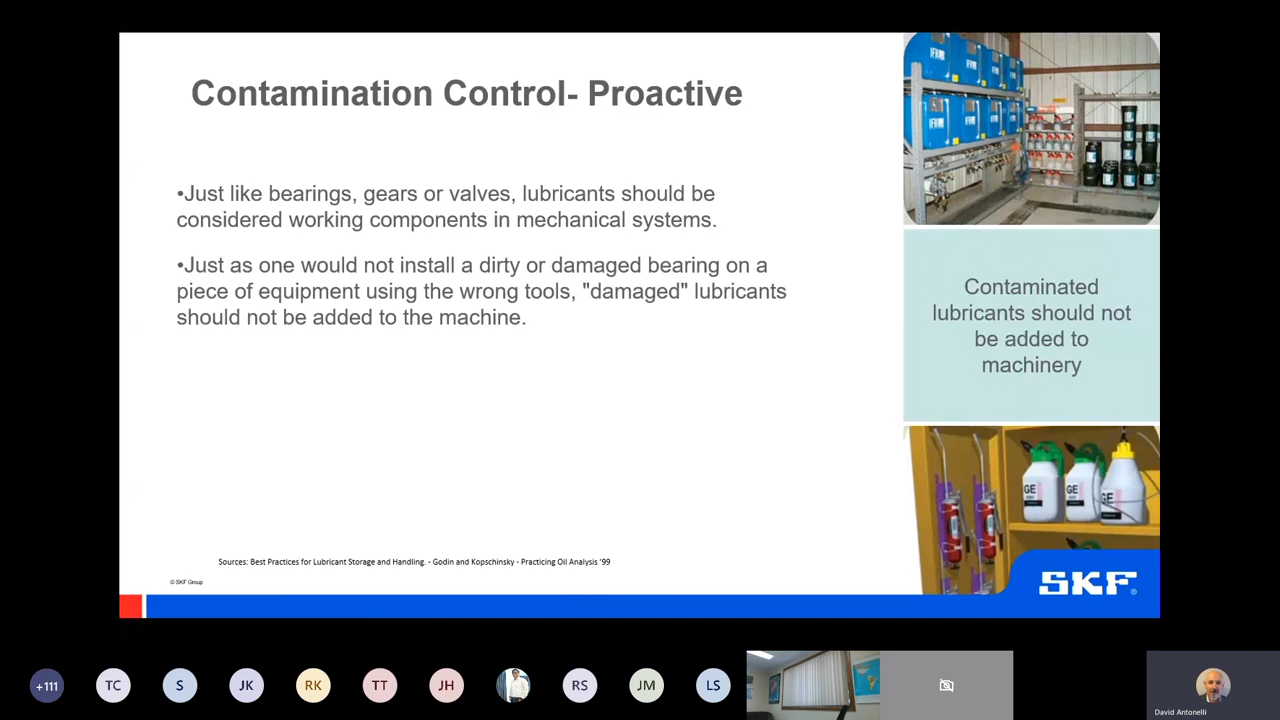 Contamination Control- Proactive
•Just like bearings, gears or valves, lubricants should be
considered working components in mechanical systems.
•Just as one would not install a dirty or damaged bearing on a
piece of equipment using the wrong tools, "damaged" lubricants
should not be added to the machine.
Contaminated
lubricants should not
be added to
machinery
GE
GE
GE
Sources: Best Practices for Lubricant Storage and Handling. - Godin and Kopschinsky - Practicing Oil Analysis '99
© SKF Group
SKF®
+111
TC
S
JK
RK
TT
JH
RS
JM
LS
David Antonelli